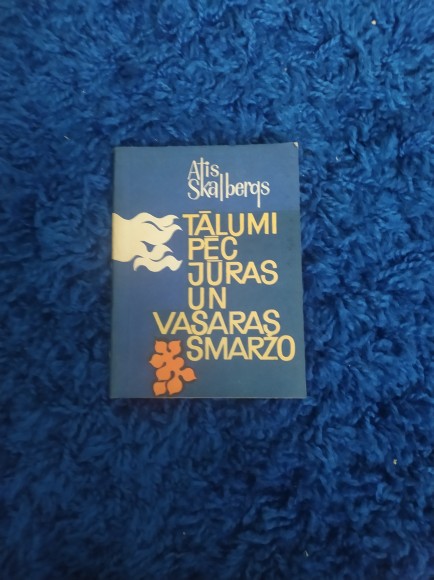 Atis
Skalbergs
TĀLUMI
PĒC
JŪRAS
UN
VASARAS
SMARŽO